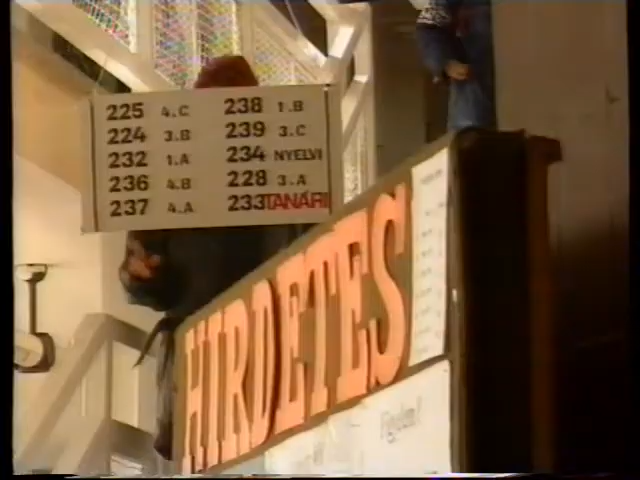 225 4.C 238 1.B
224 3.B 239 3.C
232 1.A 234 NYELVI
236 4.B 228 3.A
237 4.A 233 TANÁRI
HIRDETÉS
Figyelem!